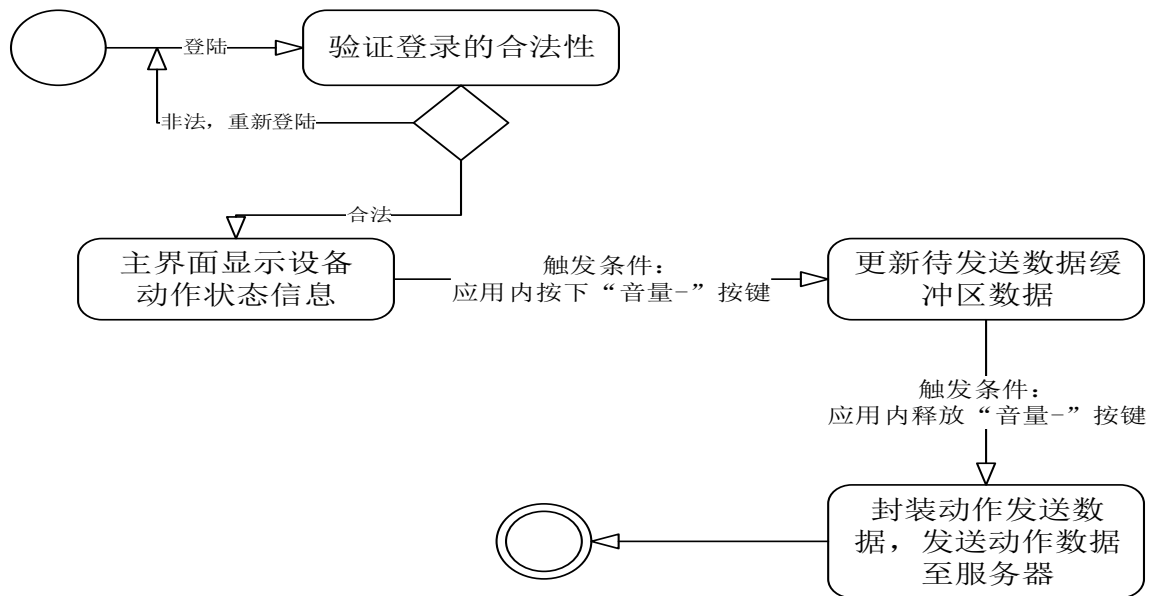 登陆
验证登录的合法性
非法，重新登陆
合法
主界面显示设备
动作状态信息
触发条件：
应用内按下“音量-”按键
更新待发送数据缓
冲区数据
触发条件：
应用内释放“音量-”按键
封装动作发送数
据，发送动作数据
至服务器